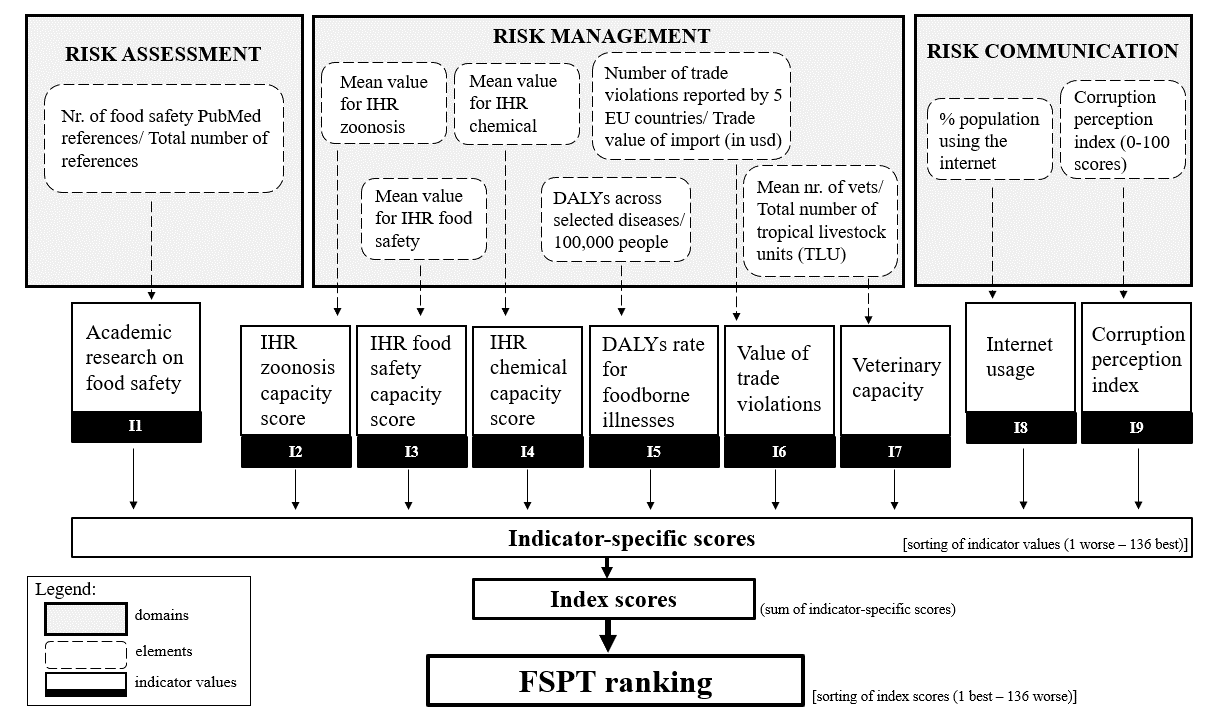 RISK ASSESSMENT
Nr. of food safety PubMed
references/ Total number of
references
RISK MANAGEMENT
Mean value
for IHR
zoonosis
Mean value
for IHR
chemical
Number of trade
violations reported by 5
EU countries/ Trade
value of import (in usd)
Mean value
for IHR food
safety
DALYs across
selected diseases/
100,000 people
Mean nr. of vets/
Total number of
tropical livestock
units (TLU)
RISK COMMUNICATION
% population
using the
internet
Corruption
perception
index (0-100
scores)
Academic
research on
food safety
I1
IHR
zoonosis
capacity
score
I2
IHR food
safety
capacity
score
I3
IHR
chemical
capacity
score
I4
DALYs rate
for
foodborne
illnesses
I5
Value of
trade
violations
I6
Veterinary
capacity
I7
Internet
usage
I8
Corruption
perception
index
I9
Indicator-specific scores
[sorting of indicator values (1 worse – 136 best)]
Index scores
(sum of indicator-specific scores)
FSPT ranking
[sorting of index scores (1 best – 136 worse)]
Legend:
domains
elements
indicator values